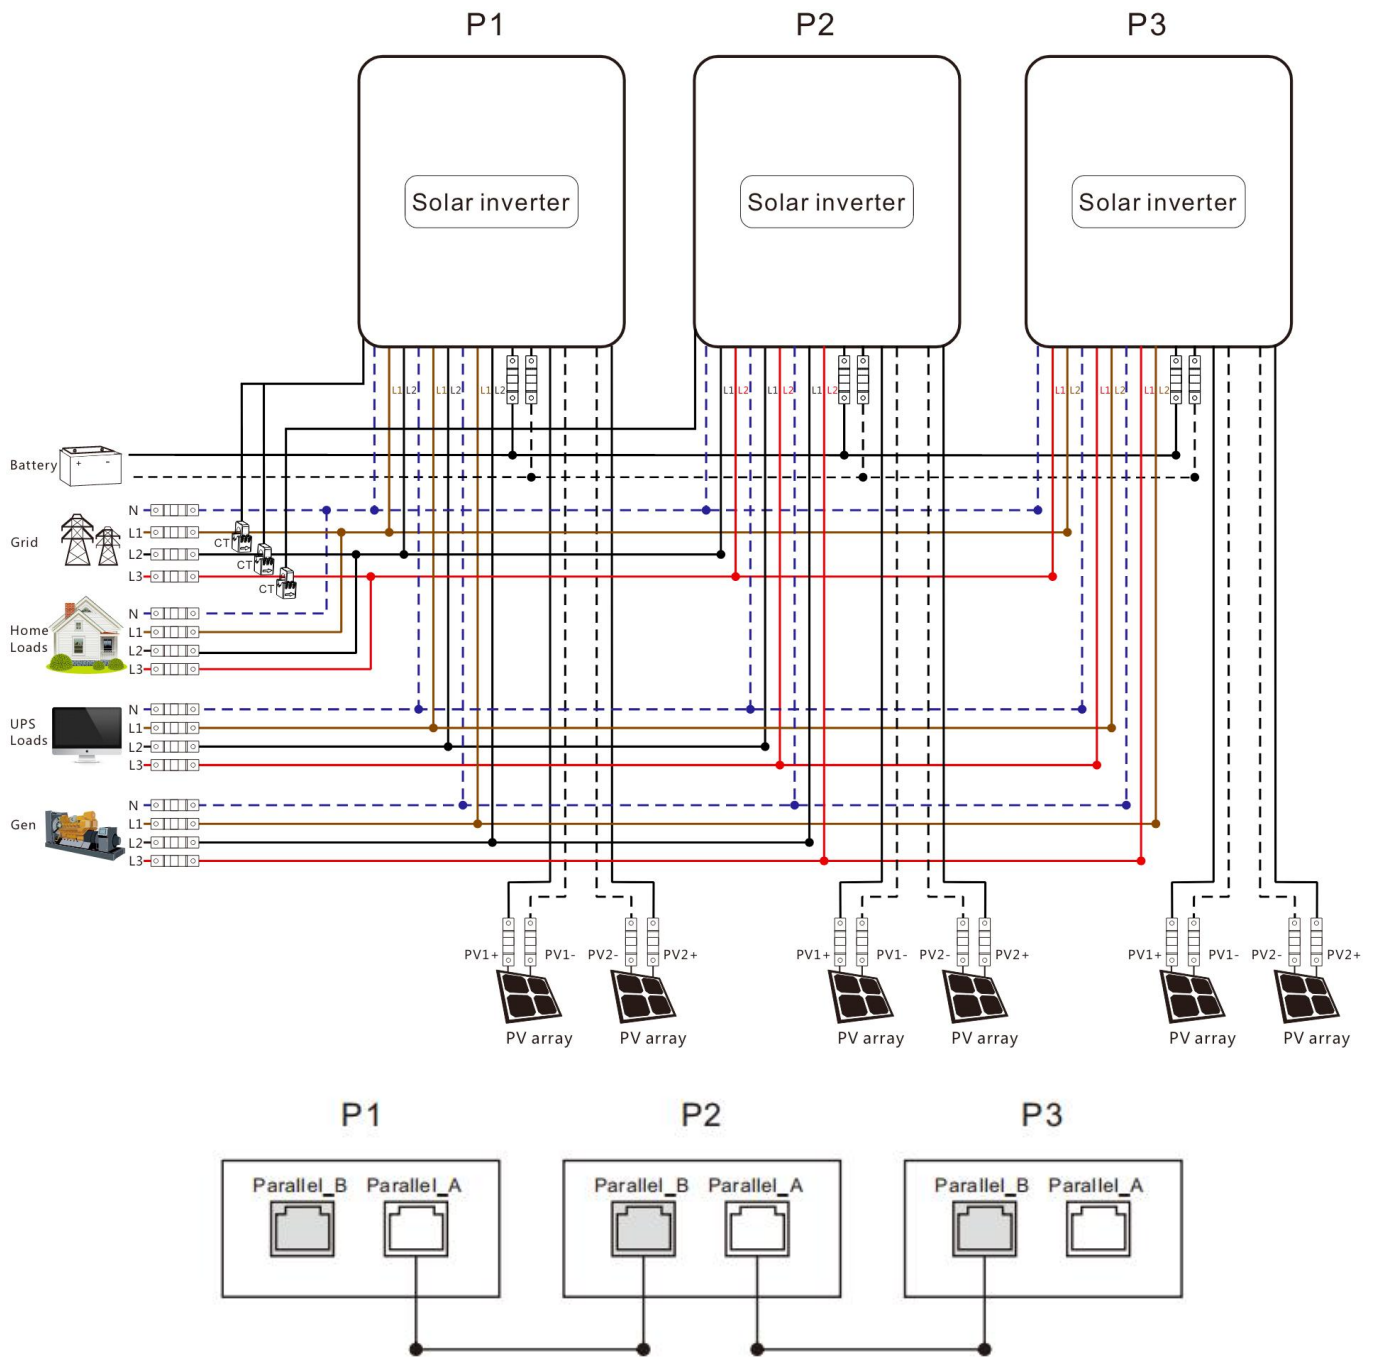 P1
P2
P3
Solar inverter
Solar inverter
Solar inverter
L1 L2 L1 L2 L1 L2
L1 L2 L1 L2 L1 L2
L1 L2 L1 L2 L1 L2
Battery
+ -
Grid
N
L1
L2
L3
CT
CT
CT
Home
Loads
N
L1
L2
L3
UPS
Loads
N
L1
L2
L3
Gen
N
L1
L2
L3
PV1+ PV1- PV2- PV2+
PV1+ PV1- PV2- PV2+
PV1+ PV1- PV2- PV2+
PV array PV array
PV array PV array
PV array PV array
P1
P2
P3
Parallel_B Parallel_A
Parallel_B Parallel_A
Parallel_B Parallel_A